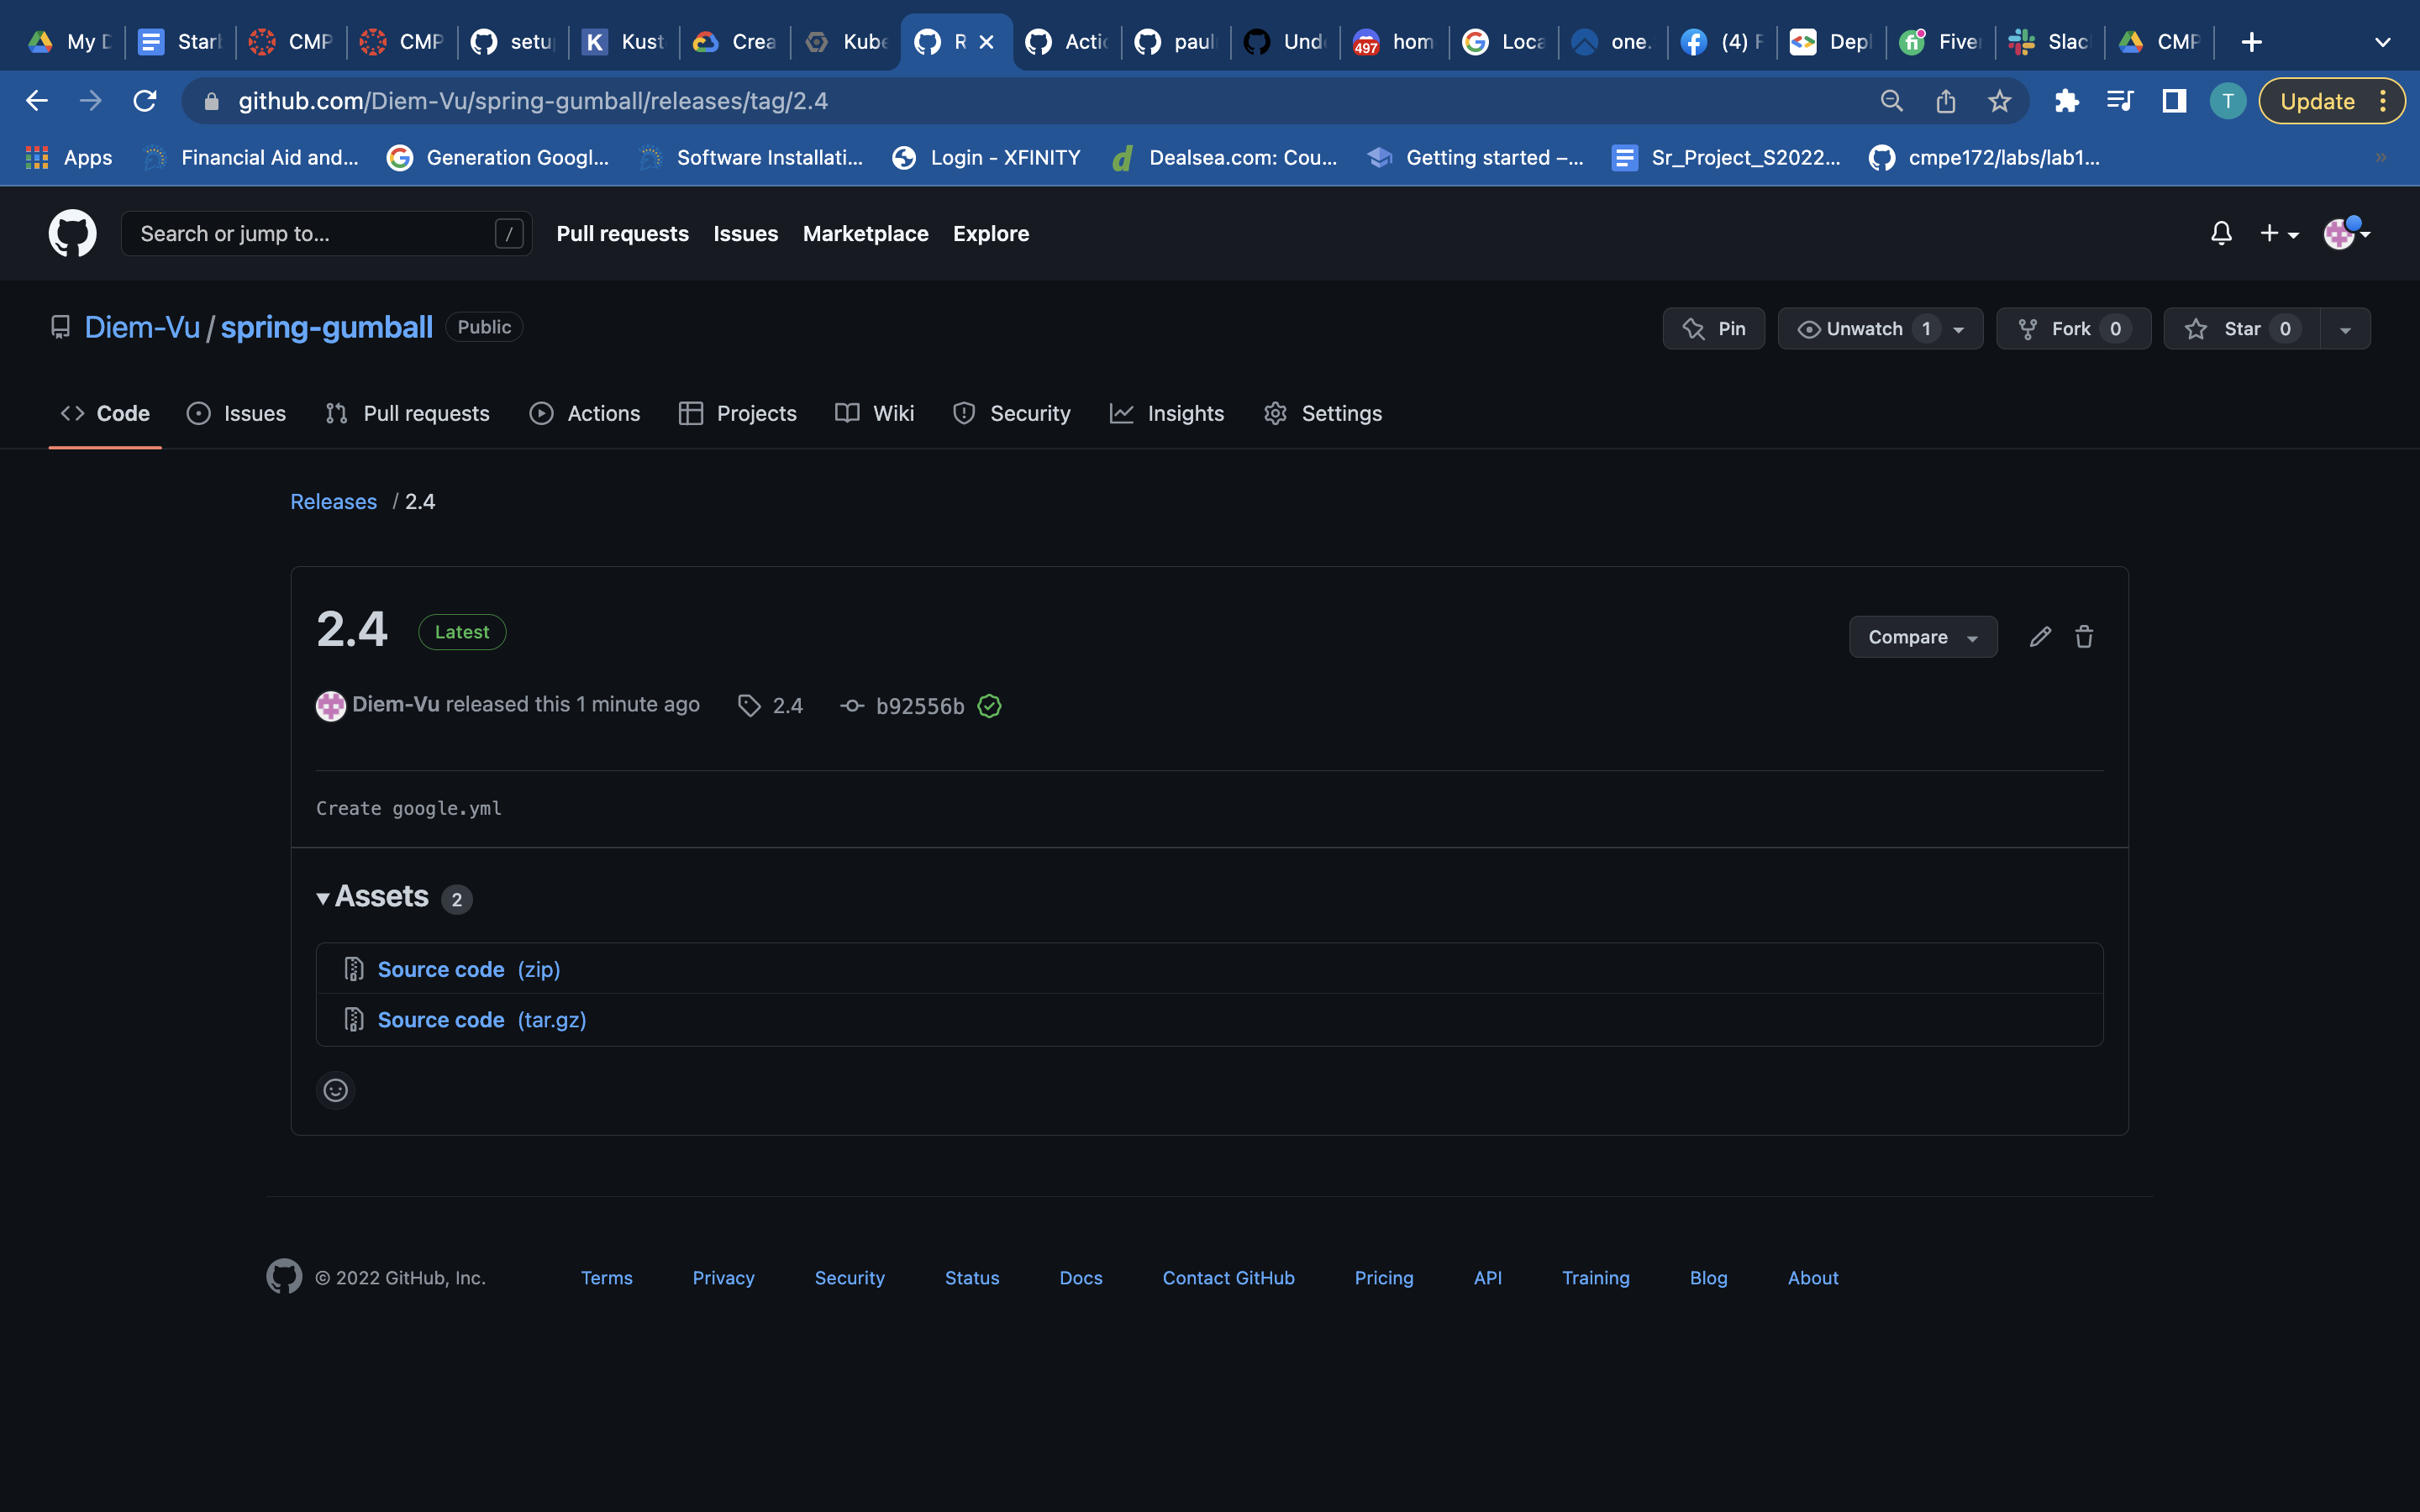 My D Star CMP CMP setu Kust Crea Kube R Actio paul Und hom Loca one. (4) F Depl Fiver Slac CMP
github.com/Diem-Vu/spring-gumball/releases/tag/2.4 T Update
Apps Financial Aid and... Generation Googl... Software Installati... Login - XFINITY Dealsea.com: Cou... Getting started –... Sr_Project_S2022... cmpe172/labs/lab1... »
Search or jump to... / Pull requests Issues Marketplace Explore
Diem-Vu / spring-gumball Public Pin Unwatch 1 Fork 0 Star 0
Code Issues Pull requests Actions Projects Wiki Security Insights Settings
Releases / 2.4
2.4 Latest Compare
Diem-Vu released this 1 minute ago 2.4 b92556b
Create google.yml
Assets 2
Source code (zip)
Source code (tar.gz)
© 2022 GitHub, Inc. Terms Privacy Security Status Docs Contact GitHub Pricing API Training Blog About